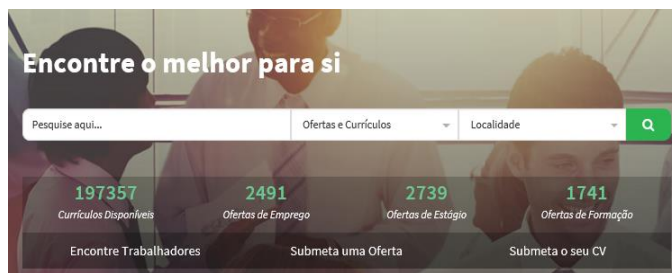 Encontre o melhor para si
Pesquise aqui... Ofertas e Currículos Localidade
197357 2491 2739 1741
Currículos Disponíveis Ofertas de Emprego Ofertas de Estágio Ofertas de Formação
Encontre Trabalhadores Submeta uma Oferta Submeta o seu CV